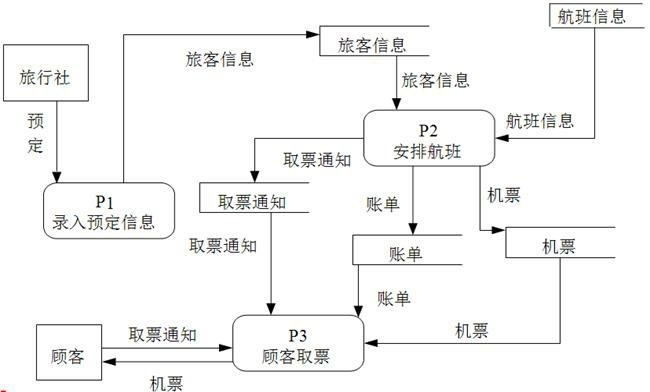 航班信息
旅客信息
旅客信息
旅行社
旅客信息
预
定
P2
安排航班
航班信息
取票通知
P1
录入预定信息
取票通知
账单
机票
取票通知
账单
机票
账单
P3
顾客取票
机票
顾客
取票通知
机票